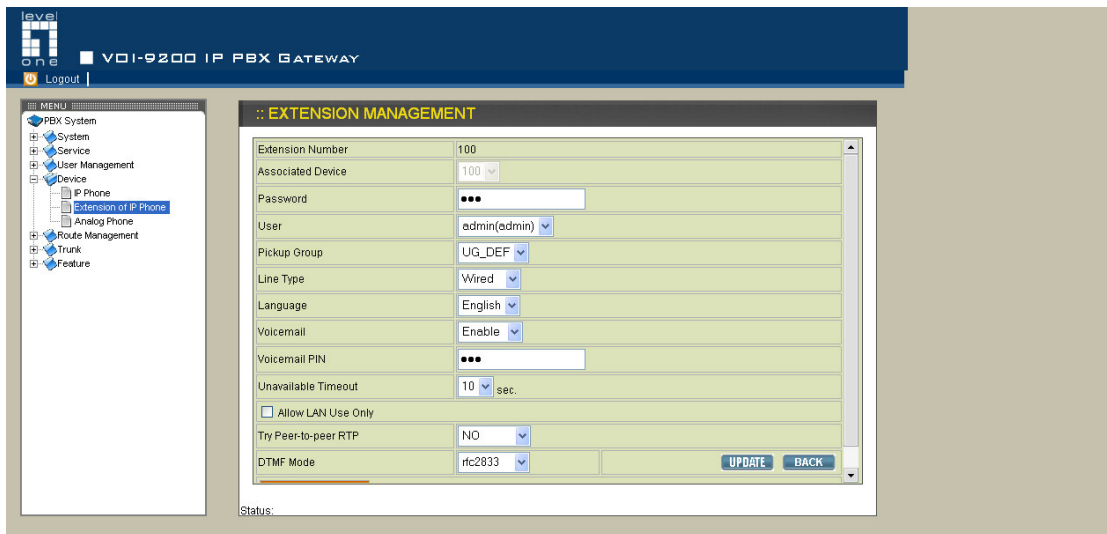 level
one
VOI-9200 IP PBX GATEWAY
Logout
MENU
PBX System
System
Service
User Management
Device
IP Phone
Extension of IP Phone
Analog Phone
Route Management
Trunk
Feature
:: EXTENSION MANAGEMENT
Extension Number 100
Associated Device 100
Password •••
User admin(admin)
Pickup Group UG_DEF
Line Type Wired
Language English
Voicemail Enable
Voicemail PIN •••
Unavailable Timeout 10 sec.
Allow LAN Use Only
Try Peer-to-peer RTP NO
DTMF Mode rfc2833 UPDATE BACK
Status: